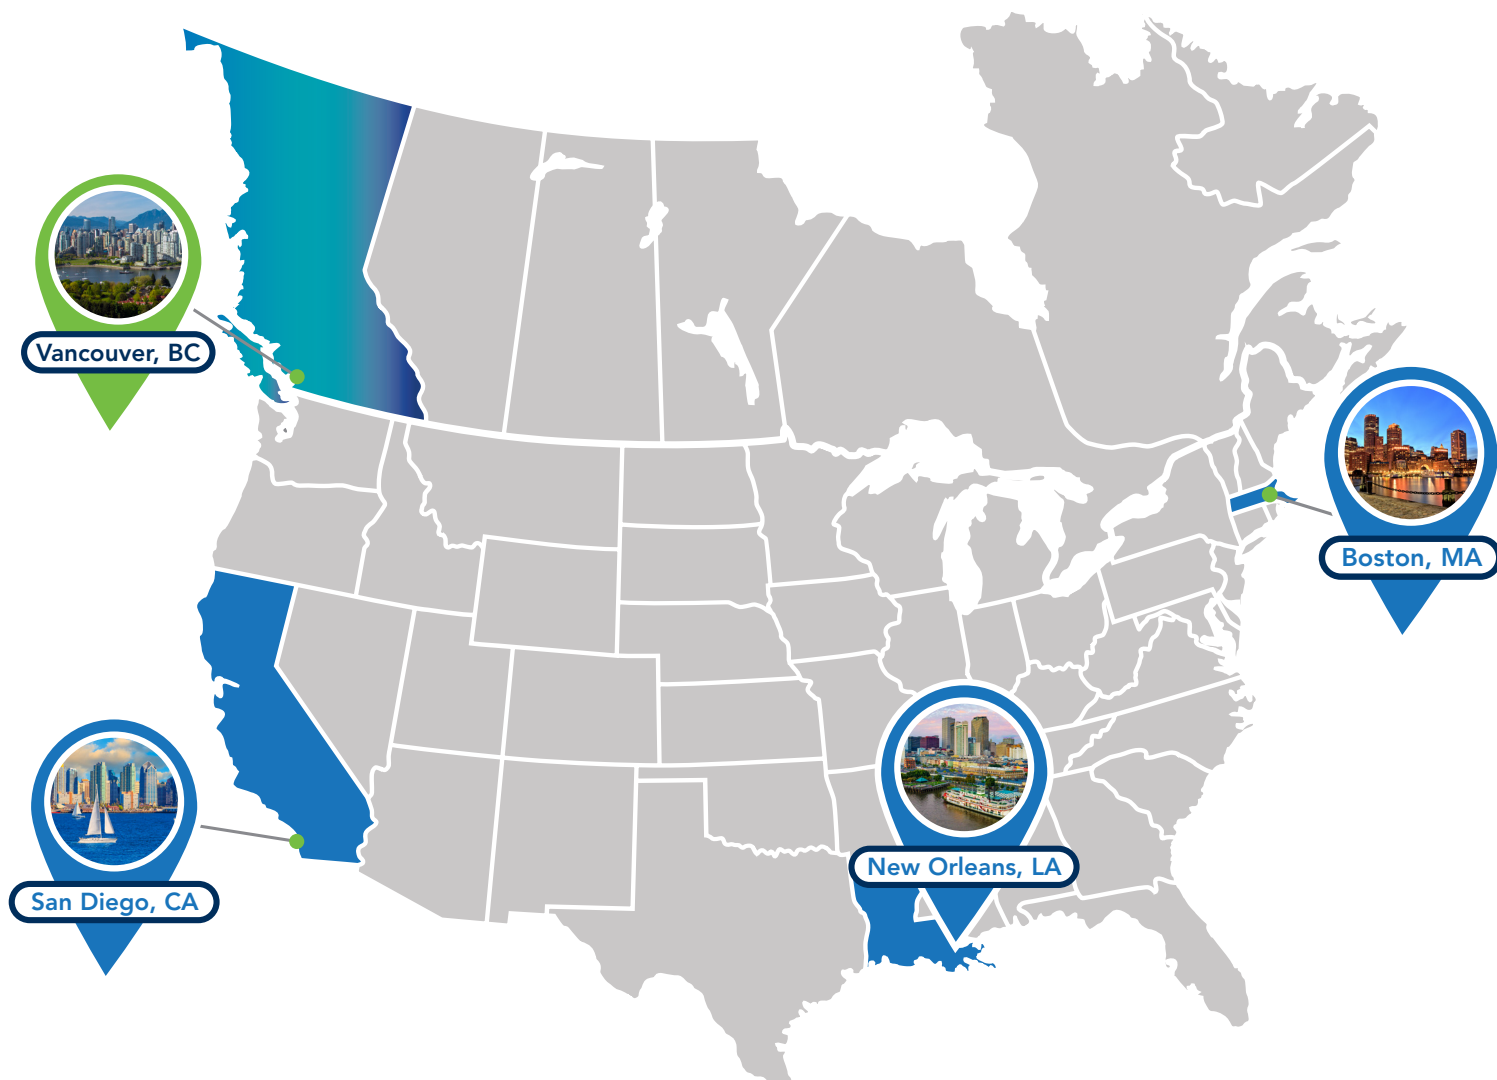 Vancouver, BC
Boston, MA
New Orleans, LA
San Diego, CA